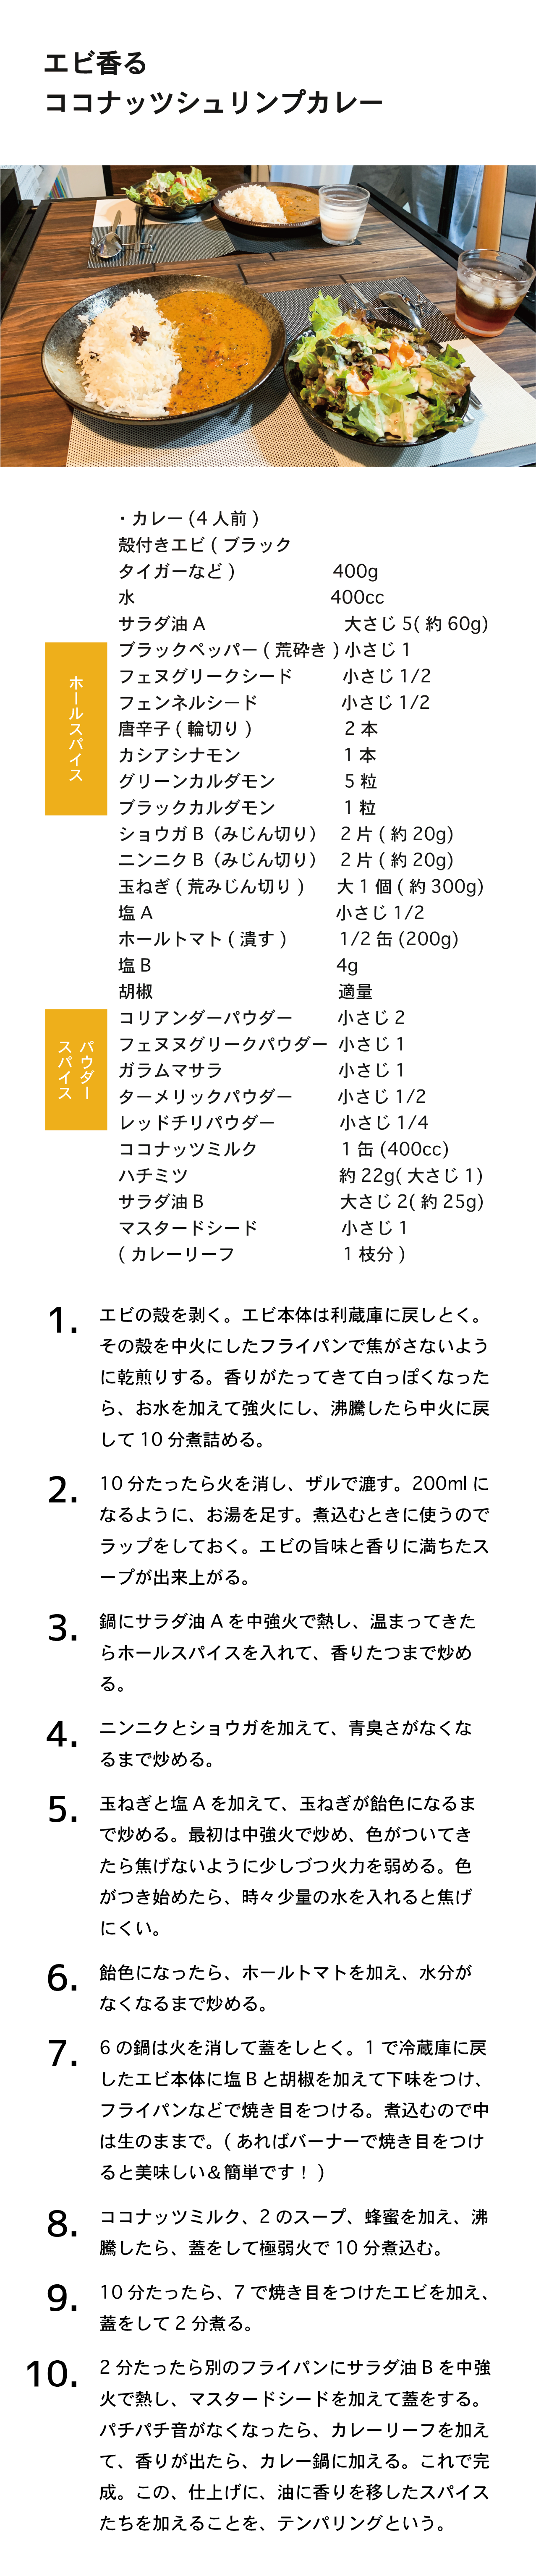 エビ香る
ココナッツシュリンプカレー
・カレー (4 人前 )
殻付きエビ ( ブラック
タイガーなど ) 400g
水 400cc
サラダ油 A 大さじ 5( 約 60g)
ホールスパイス
ブラックペッパー ( 荒砕き ) 小さじ 1
フェヌグリークシード 小さじ 1/2
フェンネルシード 小さじ 1/2
唐辛子 ( 輪切り ) 2 本
カシアシナモン 1 本
グリーンカルダモン 5 粒
ブラックカルダモン 1 粒
ショウガ B（みじん切り） 2 片 ( 約 20g)
ニンニク B（みじん切り） 2 片 ( 約 20g)
玉ねぎ ( 荒みじん切り ) 大 1 個 ( 約 300g)
塩 A 小さじ 1/2
ホールトマト ( 潰す ) 1/2 缶 (200g)
塩 B 4g
胡椒 適量
パウダー
スパイス
コリアンダーパウダー 小さじ 2
フェヌヌグリークパウダー 小さじ 1
ガラムマサラ 小さじ 1
ターメリックパウダー 小さじ 1/2
レッドチリパウダー 小さじ 1/4
ココナッツミルク 1 缶 (400cc)
ハチミツ 約 22g( 大さじ 1)
サラダ油 B 大さじ 2( 約 25g)
マスタードシード 小さじ 1
( カレーリーフ 1 枝分 )
1. エビの殻を剥く。エビ本体は利蔵庫に戻しとく。
その殻を中火にしたフライパンで焦がさないよう
に乾煎りする。香りがたってきて白っぽくなった
ら、お水を加えて強火にし、沸騰したら中火に戻
して 10 分煮詰める。
2. 10 分たったら火を消し、ザルで漉す。200ml に
なるように、お湯を足す。煮込むときに使うので
ラップをしておく。エビの旨味と香りに満ちたス
ープが出来上がる。
3. 鍋にサラダ油 A を中強火で熱し、温まってきた
らホールスパイスを入れて、香りたつまで炒め
る。
4. ニンニクとショウガを加えて、青臭さがなくな
るまで炒める。
5. 玉ねぎと塩 A を加えて、玉ねぎが飴色になるま
で炒める。最初は中強火で炒め、色がついてき
たら焦げないように少しづつ火力を弱める。色
がつき始めたら、時々少量の水を入れると焦げ
にくい。
6. 飴色になったら、ホールトマトを加え、水分が
なくなるまで炒める。
7. 6 の鍋は火を消して蓋をしとく。1 で冷蔵庫に戻
したエビ本体に塩 B と胡椒を加えて下味をつけ、
フライパンなどで焼き目をつける。煮込むので中
は生のままで。( あればバーナーで焼き目をつけ
ると美味しい＆簡単です！ )
8. ココナッツミルク、2 のスープ、蜂蜜を加え、沸
騰したら、蓋をして極弱火で 10 分煮込む。
9. 10 分たったら、7 で焼き目をつけたエビを加え、
蓋をして 2 分煮る。
10. 2 分たったら別のフライパンにサラダ油 B を中強
火で熱し、マスタードシードを加えて蓋をする。
パチパチ音がなくなったら、カレーリーフを加え
て、香りが出たら、カレー鍋に加える。これで完
成。この、仕上げに、油に香りを移したスパイス
たちを加えることを、テンパリングという。